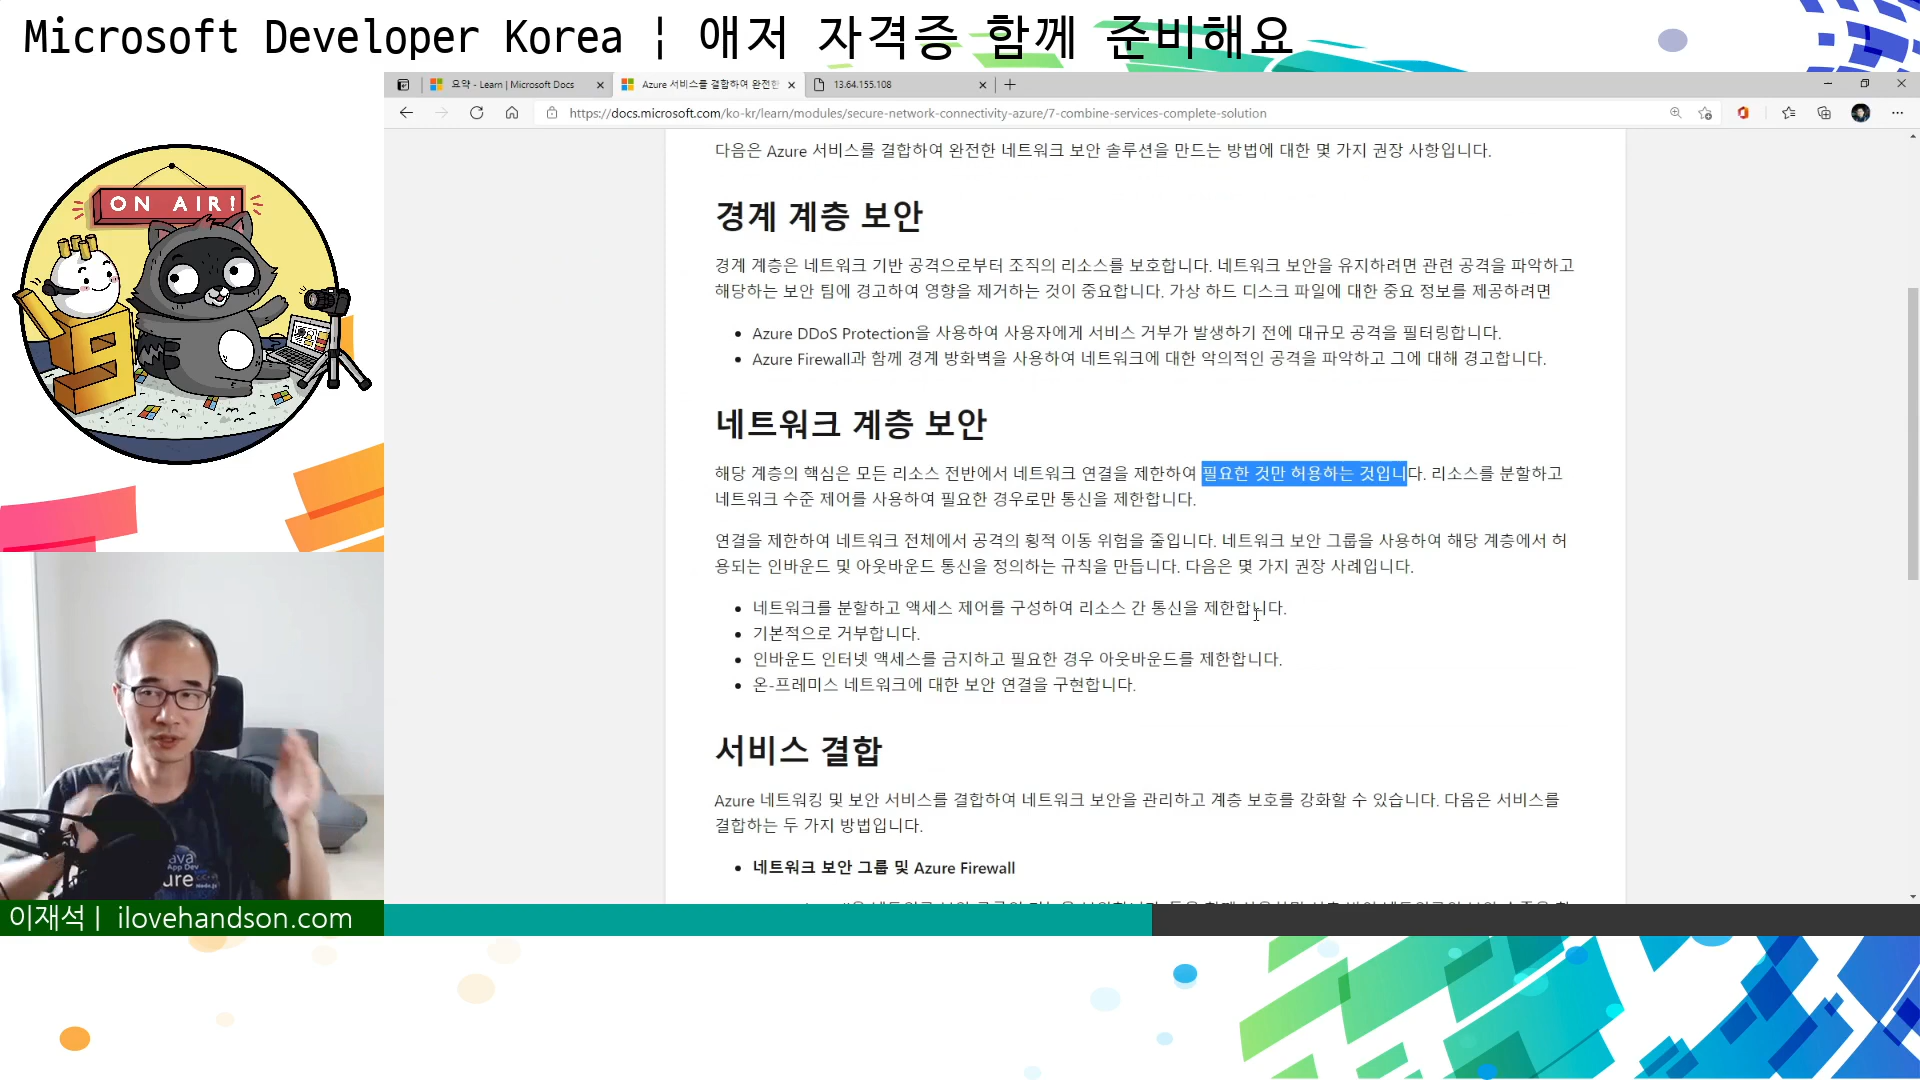 Microsoft Developer Korea | 애저 자격증 함께 준비해요
요약 - Learn | Microsoft Docs
Azure 서비스를 결합하여 완전한
13.64.155.108
https://docs.microsoft.com/ko-kr/learn/modules/secure-network-connectivity-azure/7-combine-services-complete-solution
ON AIR!
다음은 Azure 서비스를 결합하여 완전한 네트워크 보안 솔루션을 만드는 방법에 대한 몇 가지 권장 사항입니다.
경계 계층 보안
경계 계층은 네트워크 기반 공격으로부터 조직의 리소스를 보호합니다. 네트워크 보안을 유지하려면 관련 공격을 파악하고
해당하는 보안 팀에 경고하여 영향을 제거하는 것이 중요합니다. 가상 하드 디스크 파일에 대한 중요 정보를 제공하려면
• Azure DDoS Protection을 사용하여 사용자에게 서비스 거부가 발생하기 전에 대규모 공격을 필터링합니다.
• Azure Firewall과 함께 경계 방화벽을 사용하여 네트워크에 대한 악의적인 공격을 파악하고 그에 대해 경고합니다.
네트워크 계층 보안
해당 계층의 핵심은 모든 리소스 전반에서 네트워크 연결을 제한하여 필요한 것만 허용하는 것입니다. 리소스를 분할하고
네트워크 수준 제어를 사용하여 필요한 경우로만 통신을 제한합니다.
연결을 제한하여 네트워크 전체에서 공격의 횡적 이동 위험을 줄입니다. 네트워크 보안 그룹을 사용하여 해당 계층에서 허
용되는 인바운드 및 아웃바운드 통신을 정의하는 규칙을 만듭니다. 다음은 몇 가지 권장 사례입니다.
• 네트워크를 분할하고 액세스 제어를 구성하여 리소스 간 통신을 제한합니다.
• 기본적으로 거부합니다.
• 인바운드 인터넷 액세스를 금지하고 필요한 경우 아웃바운드를 제한합니다.
• 온-프레미스 네트워크에 대한 보안 연결을 구현합니다.
서비스 결합
Azure 네트워킹 및 보안 서비스를 결합하여 네트워크 보안을 관리하고 계층 보호를 강화할 수 있습니다. 다음은 서비스를
결합하는 두 가지 방법입니다.
• 네트워크 보안 그룹 및 Azure Firewall
이재석 | ilovehandson.com